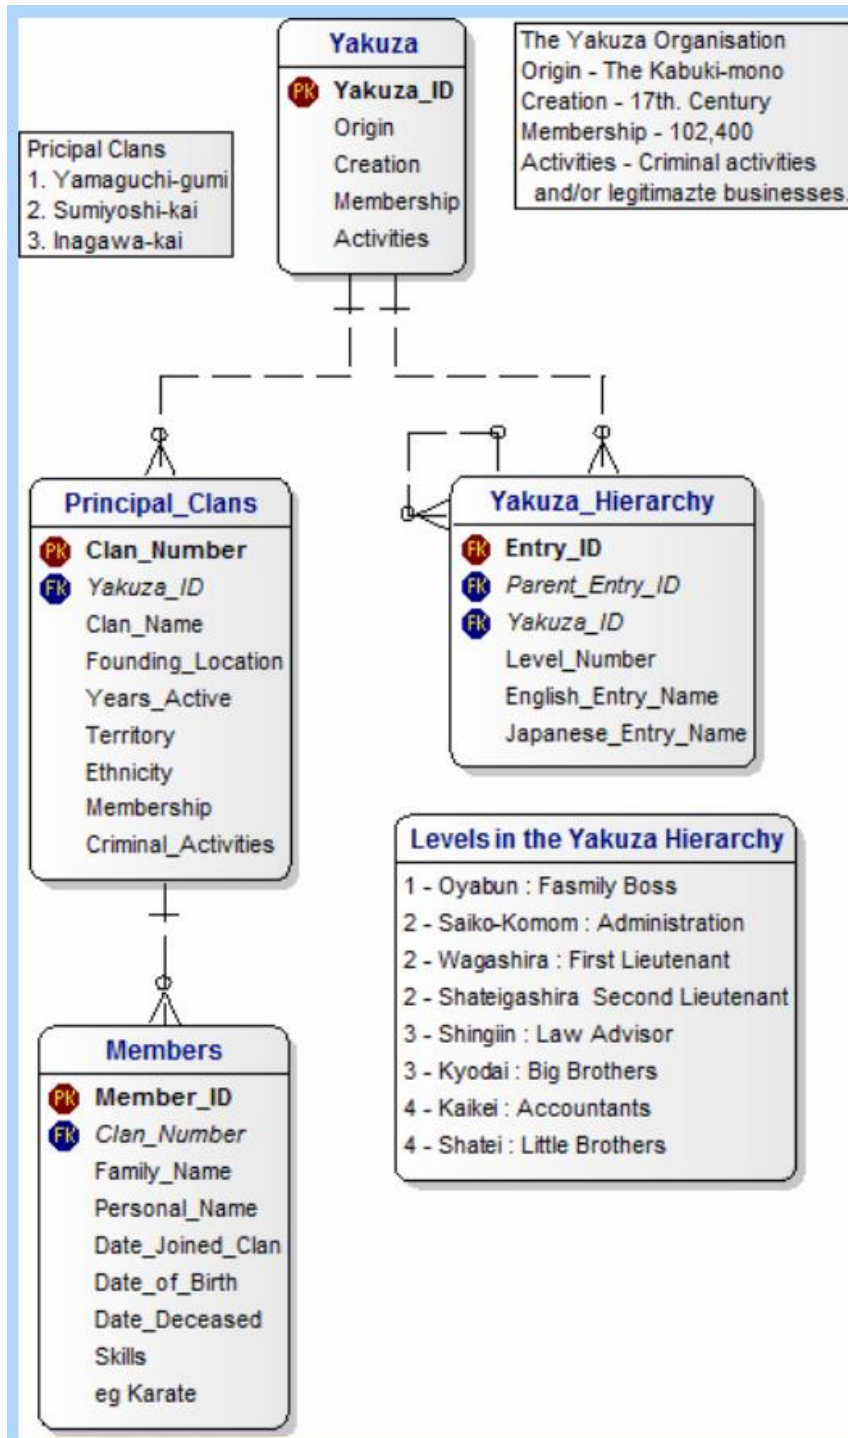 Yakuza
PK Yakuza_ID
Origin
Creation
Membership
Activities
The Yakuza Organisation
Origin - The Kabuki-mono
Creation - 17th. Century
Membership - 102,400
Activities - Criminal activities
and/or legitimazte businesses.
Pricipal Clans
1. Yamaguchi-gumi
2. Sumiyoshi-kai
3. Inagawa-kai
Principal_Clans
PK Clan_Number
FK Yakuza_ID
Clan_Name
Founding_Location
Years_Active
Territory
Ethnicity
Membership
Criminal_Activities
Yakuza_Hierarchy
FK Entry_ID
FK Parent_Entry_ID
FK Yakuza_ID
Level_Number
English_Entry_Name
Japanese_Entry_Name
Levels in the Yakuza Hierarchy
1 - Oyabun : Fasmily Boss
2 - Saiko-Komom : Administration
2 - Wagashira : First Lieutenant
2 - Shateigashira Second Lieutenant
3 - Shingiin : Law Advisor
3 - Kyodai : Big Brothers
4 - Kaikei : Accountants
4 - Shatei : Little Brothers
Members
PK Member_ID
FK Clan_Number
Family_Name
Personal_Name
Date_Joined_Clan
Date_of_Birth
Date_Deceased
Skills
eg Karate